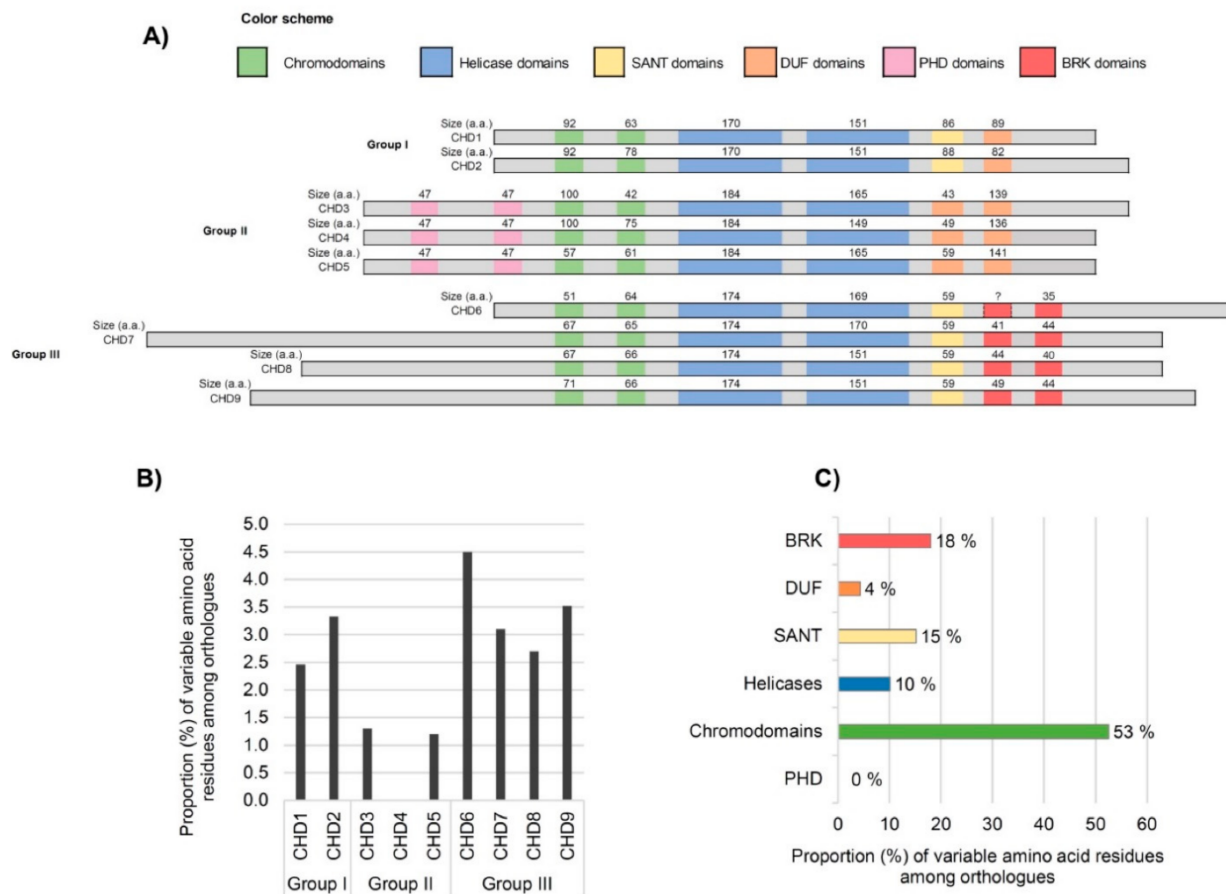 A)
Color scheme
Chromodomains Helicase domains SANT domains DUF domains PHD domains BRK domains
Group I
Size (a.a.) 92 63 170 151 86 89
CHD1
Size (a.a.) 92 78 170 151 88 82
CHD2
Group II
Size (a.a.) 47 47 100 42 184 165 43 139
CHD3
Size (a.a.) 47 47 100 75 184 149 49 136
CHD4
Size (a.a.) 47 47 57 61 184 165 59 141
CHD5
Group III
Size (a.a.) 51 64 174 169 59 ? 35
CHD6
Size (a.a.) 67 65 174 170 59 41 44
CHD7
Size (a.a.) 67 66 174 151 59 44 40
CHD8
Size (a.a.) 71 66 174 151 59 49 44
CHD9
B)
Proportion (%) of variable amino acid
residues among orthologues
5.0
4.5
4.0
3.5
3.0
2.5
2.0
1.5
1.0
0.5
0.0
CHD1 CHD2 CHD3 CHD4 CHD5 CHD6 CHD7 CHD8 CHD9
Group I Group II Group III
C)
BRK 18 %
DUF 4 %
SANT 15 %
Helicases 10 %
Chromodomains 53 %
PHD 0 %
0 10 20 30 40 50 60
Proportion (%) of variable amino acid residues
among orthologues